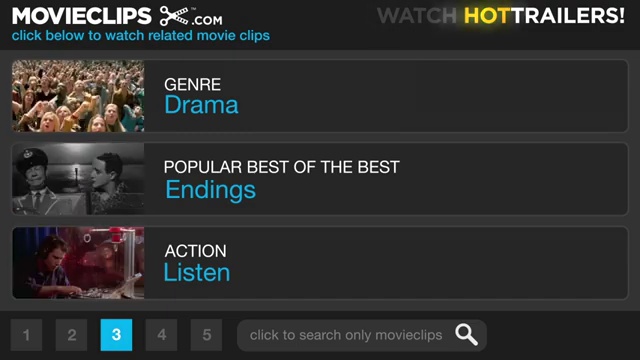 MOVIECLIPS .COM
WATCH HOTTRAILERS!
click below to watch related movie clips
GENRE
Drama
POPULAR BEST OF THE BEST
Endings
ACTION
Listen
1 2 3 4 5 click to search only movieclips